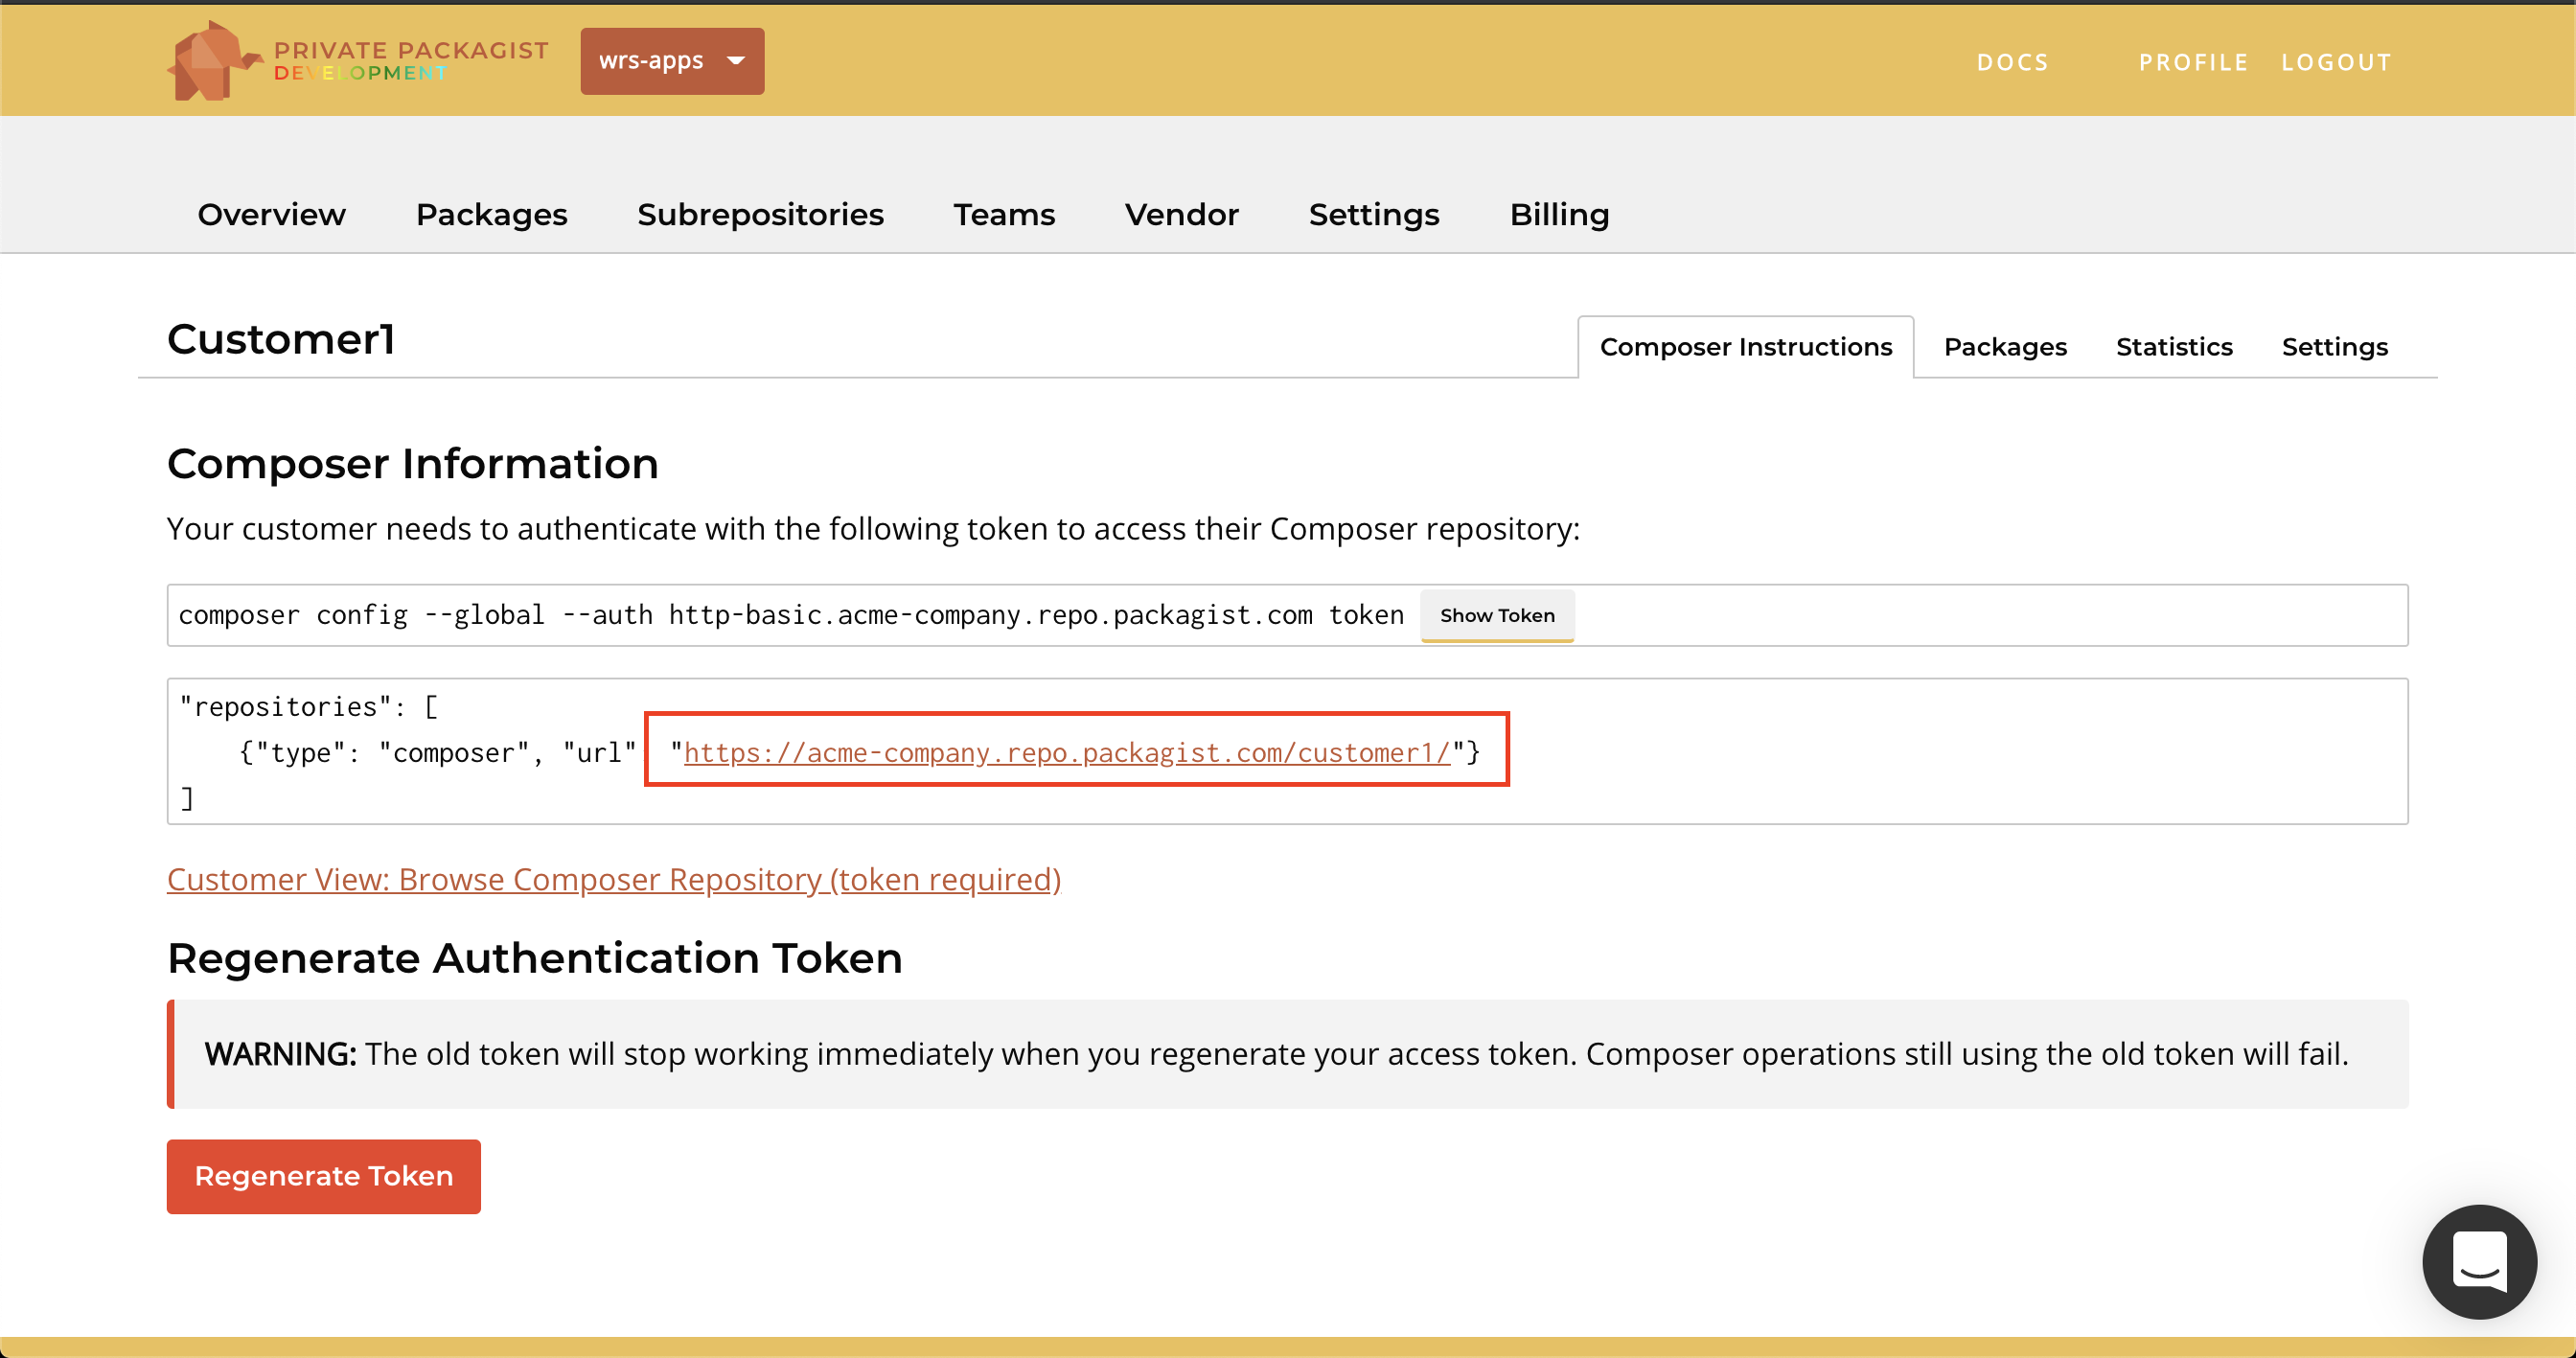 PRIVATE PACKAGIST
DEVELOPMENT
wrs-apps
DOCS PROFILE LOGOUT
Overview Packages Subrepositories Teams Vendor Settings Billing
Customer1
Composer Instructions Packages Statistics Settings
Composer Information
Your customer needs to authenticate with the following token to access their Composer repository:
composer config --global --auth http-basic.acme-company.repo.packagist.com token Show Token
"repositories": [
{"type": "composer", "url" "https://acme-company.repo.packagist.com/customer1/"}
]
Customer View: Browse Composer Repository (token required)
Regenerate Authentication Token
WARNING: The old token will stop working immediately when you regenerate your access token. Composer operations still using the old token will fail.
Regenerate Token